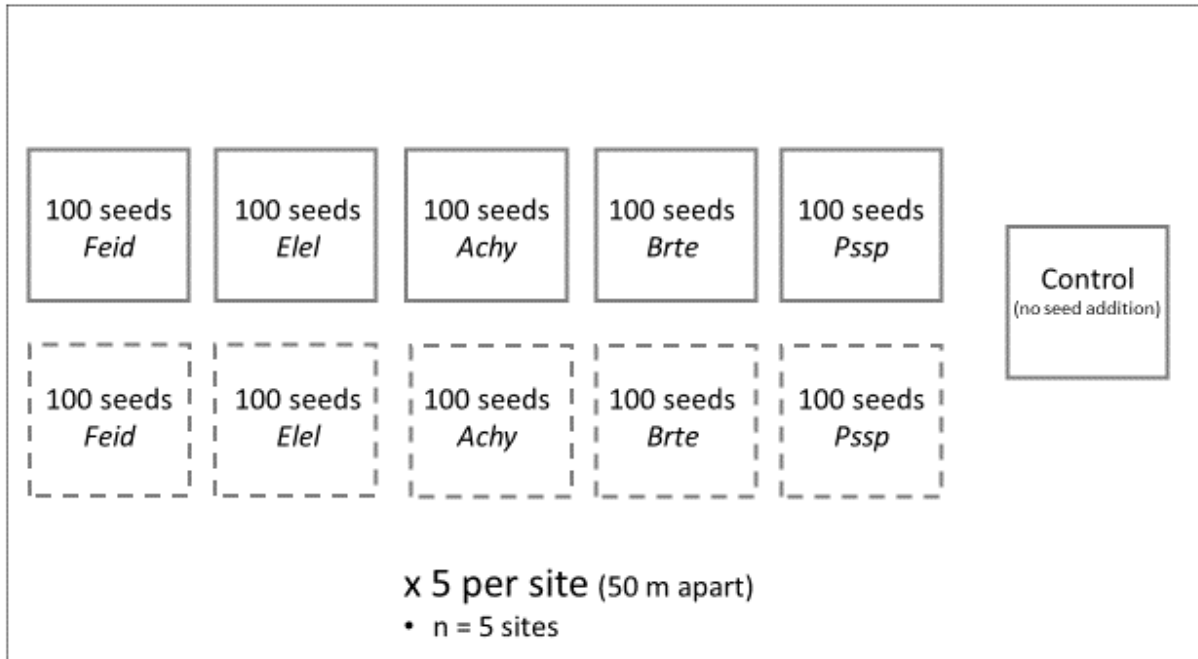 100 seeds
Feid
100 seeds
Elel
100 seeds
Achy
100 seeds
Brte
100 seeds
Pssp
Control
(no seed addition)
100 seeds
Feid
100 seeds
Elel
100 seeds
Achy
100 seeds
Brte
100 seeds
Pssp
x 5 per site (50 m apart)
• n = 5 sites